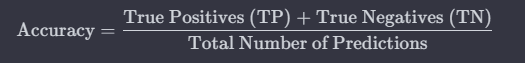 Accuracy = True Positives (TP) + True Negatives (TN)
Total Number of Predictions